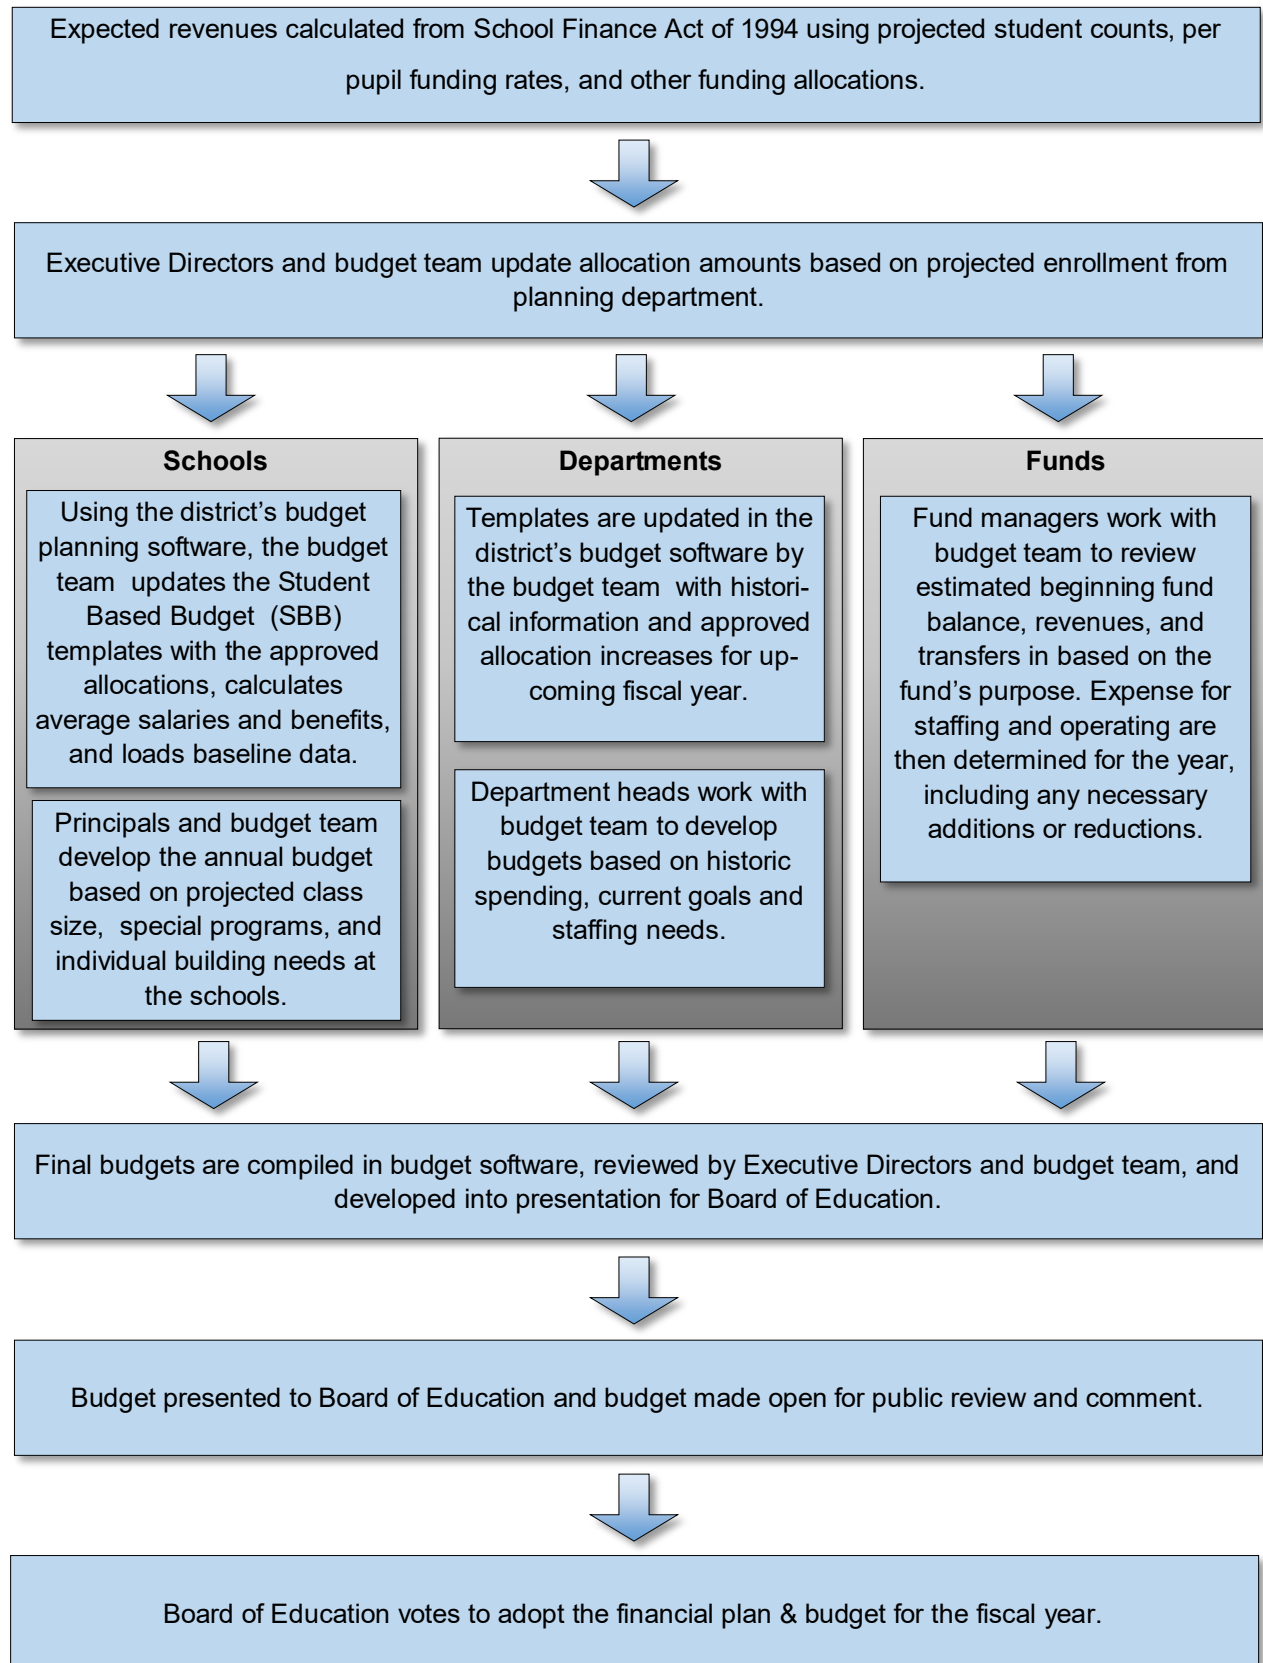 Expected revenues calculated from School Finance Act of 1994 using projected student counts, per
pupil funding rates, and other funding allocations.
Executive Directors and budget team update allocation amounts based on projected enrollment from
planning department.
Schools
Using the district’s budget
planning software, the budget
team  updates the Student
Based Budget  (SBB)
templates with the approved
allocations, calculates
average salaries and benefits,
and loads baseline data.
Principals and budget team
develop the annual budget
based on projected class
size,  special programs, and
individual building needs at
the schools.
Departments
Templates are updated in the
district’s budget software by
the budget team  with histori-
cal information and approved
allocation increases for up-
coming fiscal year.
Department heads work with
budget team to develop
budgets based on historic
spending, current goals and
staffing needs.
Funds
Fund managers work with
budget team to review
estimated beginning fund
balance, revenues, and
transfers in based on the
fund’s purpose. Expense for
staffing and operating are
then determined for the year,
including any necessary
additions or reductions.
Final budgets are compiled in budget software, reviewed by Executive Directors and budget team, and
developed into presentation for Board of Education.
Budget presented to Board of Education and budget made open for public review and comment.
Board of Education votes to adopt the financial plan & budget for the fiscal year.